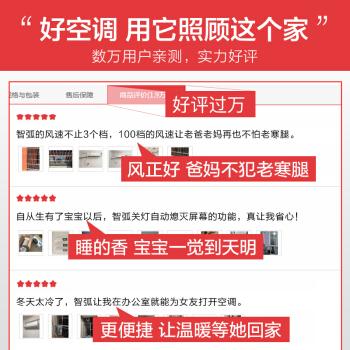 “好空调 用它照顾这个家”
数万用户亲测，实力好评
规格与包装 售后保障 商品评价(1.3万
好评过万
智弧的风速不止3个档，100档的风速让老爸老妈再也不怕老寒腿。
风正好 爸妈不犯老寒腿
自从生有了宝宝以后，智弧关灯自动熄灭屏幕的功能，真让我省心！
睡的香 宝宝一觉到天明
冬天太冷了，智弧让我在办公室就能为女友打开空调。
更便捷 让温暖等她回家